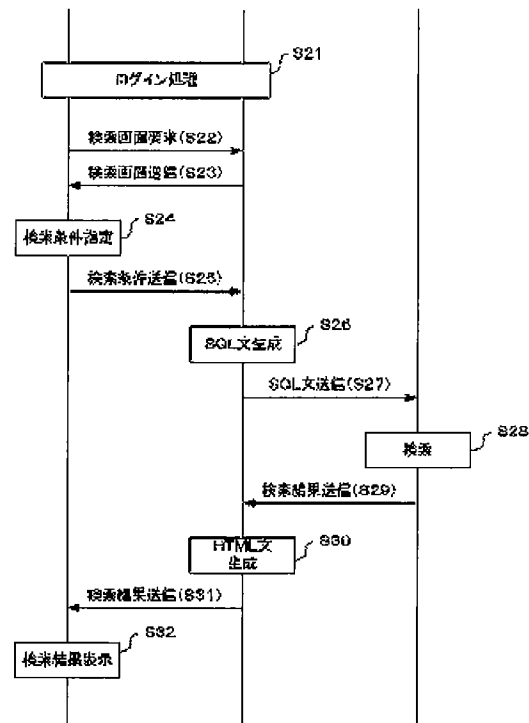 S21
ログイン処理
検索画面要求(S22)
検索画面送信(S23)
S24
検索条件指定
検索条件送信(S25)
S26
SQL文生成
SQL文送信(S27)
S28
検索
検索結果送信(S29)
S30
HTML文
生成
検索結果送信(S31)
S32
検索結果表示